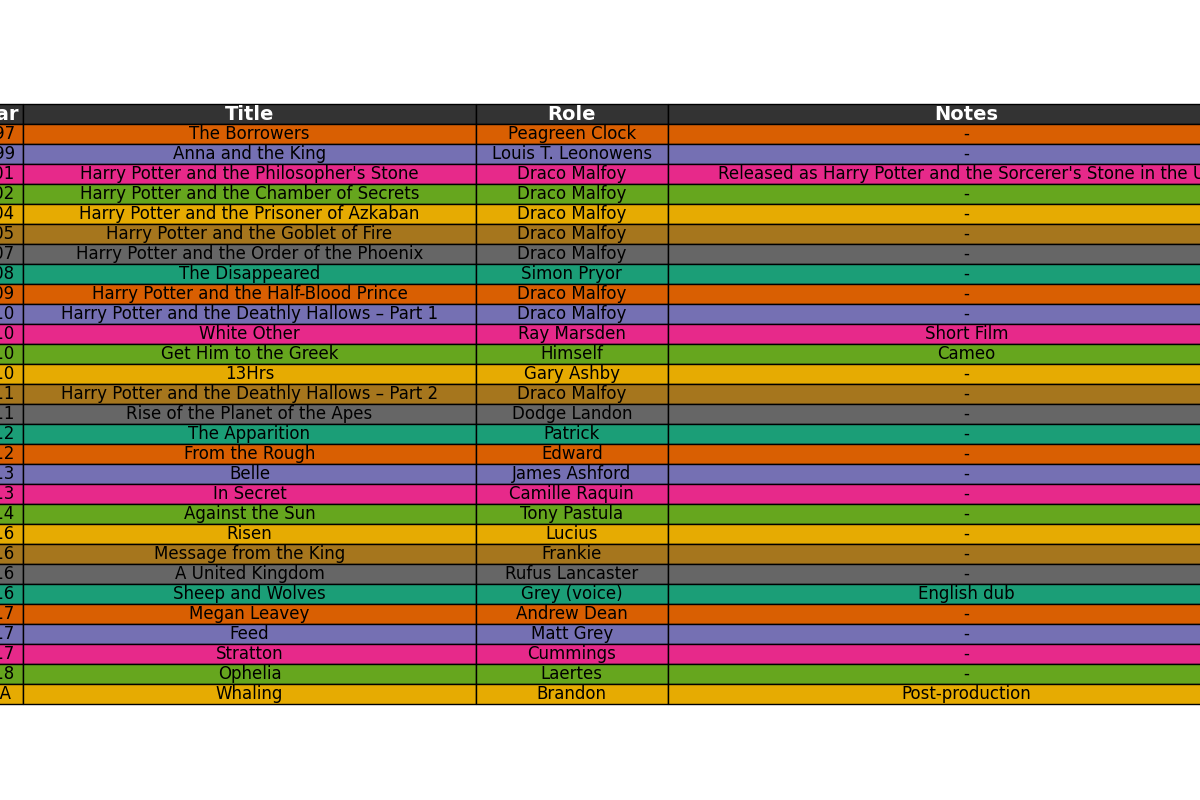 ar Title Role Notes
97 The Borrowers Peagreen Clock -
99 Anna and the King Louis T. Leonowens -
01 Harry Potter and the Philosopher's Stone Draco Malfoy Released as Harry Potter and the Sorcerer's Stone in the U
02 Harry Potter and the Chamber of Secrets Draco Malfoy -
04 Harry Potter and the Prisoner of Azkaban Draco Malfoy -
05 Harry Potter and the Goblet of Fire Draco Malfoy -
07 Harry Potter and the Order of the Phoenix Draco Malfoy -
08 The Disappeared Simon Pryor -
09 Harry Potter and the Half-Blood Prince Draco Malfoy -
10 Harry Potter and the Deathly Hallows – Part 1 Draco Malfoy -
10 White Other Ray Marsden Short Film
10 Get Him to the Greek Himself Cameo
10 13Hrs Gary Ashby -
11 Harry Potter and the Deathly Hallows – Part 2 Draco Malfoy -
11 Rise of the Planet of the Apes Dodge Landon -
12 The Apparition Patrick -
12 From the Rough Edward -
13 Belle James Ashford -
13 In Secret Camille Raquin -
14 Against the Sun Tony Pastula -
16 Risen Lucius -
16 Message from the King Frankie -
16 A United Kingdom Rufus Lancaster -
16 Sheep and Wolves Grey (voice) English dub
17 Megan Leavey Andrew Dean -
17 Feed Matt Grey -
17 Stratton Cummings -
18 Ophelia Laertes -
A Whaling Brandon Post-production